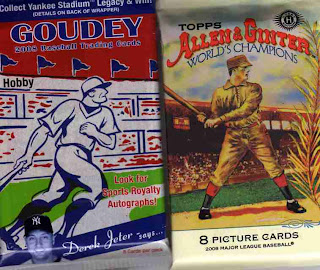 Collect Yankee Stadium™ Legacy & Win!
(DETAILS ON BACK OF WRAPPER)
GOUDEY
2008 Baseball Trading Cards
Hobby
Look for
Sports Royalty
Autographs!
Derek Jeter says...
TOPPS
ALLEN & GINTER
WORLD'S CHAMPIONS
8 PICTURE CARDS
2008 MAJOR LEAGUE BASEBALL